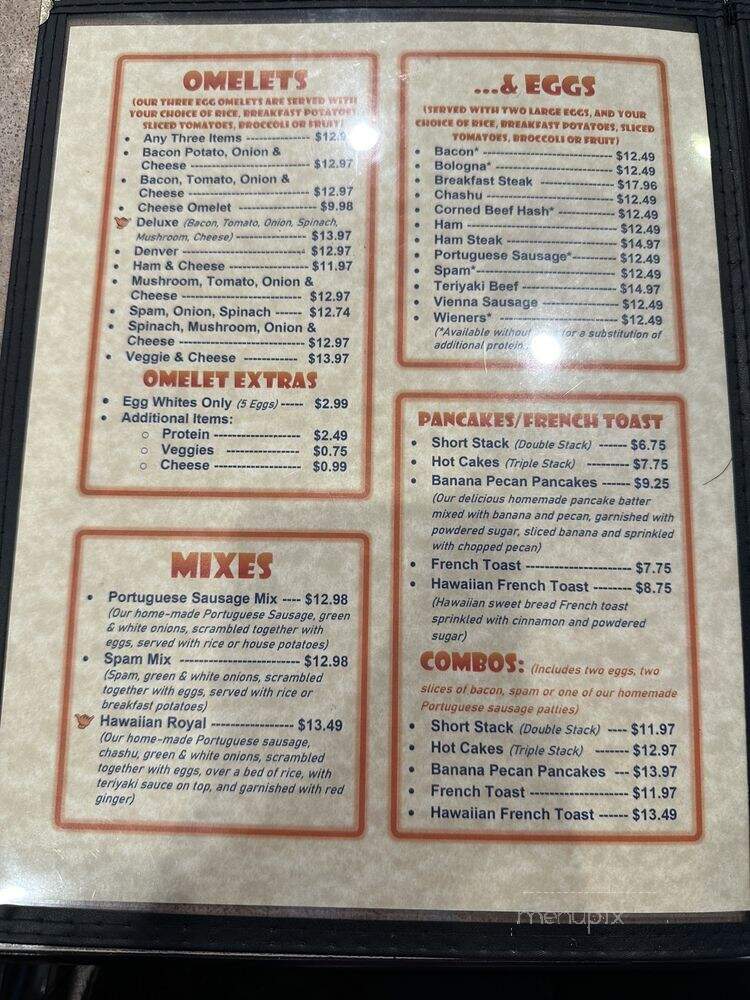 OMELETS
(OUR THREE EGG OMELETS ARE SERVED WITH
YOUR CHOICE OF RICE, BREAKFAST POTATOES
SLICED TOMATOES, BROCCOLI OR FRUIT)
• Any Three Items ---------- $12.9
• Bacon Potato, Onion &
Cheese -------------------- $12.97
• Bacon, Tomato, Onion &
Cheese -------------------- $12.97
• Cheese Omelet ------------ $9.98
Deluxe (Bacon, Tomato, Onion, Spinach,
Mushroom, Cheese) ------------ $13.97
• Denver -------------------- $12.97
• Ham & Cheese ------------- $11.97
• Mushroom, Tomato, Onion &
Cheese -------------------- $12.97
• Spam, Onion, Spinach ----- $12.74
• Spinach, Mushroom, Onion &
Cheese -------------------- $12.97
• Veggie & Cheese --------- $13.97
OMELET EXTRAS
• Egg Whites Only (5 Eggs) ----- $2.99
• Additional Items:
○ Protein ------------ $2.49
○ Veggies ------------ $0.75
○ Cheese ------------ $0.99
MIXES
• Portuguese Sausage Mix ---- $12.98
(Our home-made Portuguese Sausage, green
& white onions, scrambled together with
eggs, served with rice or house potatoes)
• Spam Mix ------------------------- $12.98
(Spam, green & white onions, scrambled
together with eggs, served with rice or
breakfast potatoes)
Hawaiian Royal ----------------- $13.49
(Our home-made Portuguese sausage,
chashu, green & white onions, scrambled
together with eggs, over a bed of rice, with
teriyaki sauce on top, and garnished with red
ginger)
...& EGGS
(SERVED WITH TWO LARGE EGGS, AND YOUR
CHOICE OF RICE, BREAKFAST POTATOES, SLICED
TOMATOES, BROCCOLI OR FRUIT)
• Bacon* ---------------------- $12.49
• Bologna* -------------------- $12.49
• Breakfast Steak ------------ $17.96
• Chashu --------------------- $12.49
• Corned Beef Hash* --------- $12.49
• Ham ------------------------ $12.49
• Ham Steak ------------------ $14.97
• Portuguese Sausage*------- $12.49
• Spam*---------------------- $12.49
• Teriyaki Beef --------------- $14.97
• Vienna Sausage ------------ $12.49
• Wieners* ------------------- $12.49
(*Available without for a substitution of
additional protein
PANCAKES/FRENCH TOAST
• Short Stack (Double Stack) ------ $6.75
• Hot Cakes (Triple Stack) --------- $7.75
• Banana Pecan Pancakes ------ $9.25
(Our delicious homemade pancake batter
mixed with banana and pecan, garnished with
powdered sugar, sliced banana and sprinkled
with chopped pecan)
• French Toast --------------------- $7.75
• Hawaiian French Toast -------- $8.75
(Hawaiian sweet bread French toast
sprinkled with cinnamon and powdered
sugar)
COMBOS: (Includes two eggs, two
slices of bacon, spam or one of our homemade
Portuguese sausage patties)
• Short Stack (Double Stack) ---- $11.97
• Hot Cakes (Triple Stack) ------- $12.97
• Banana Pecan Pancakes --- $13.97
• French Toast -------------------- $11.97
• Hawaiian French Toast ------ $13.49
menupix